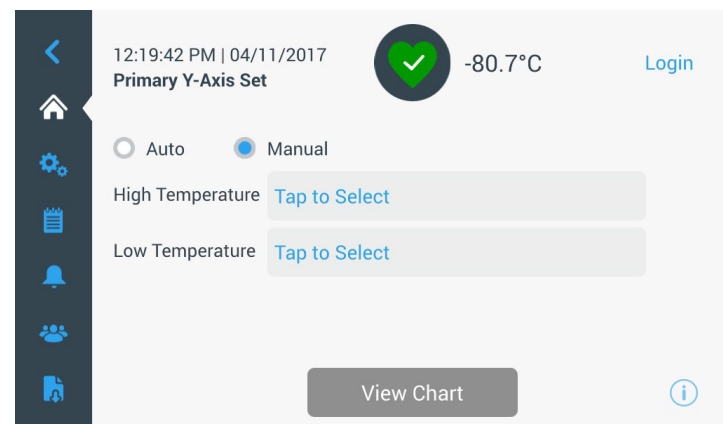 12:19:42 PM | 04/11/2017
Primary Y-Axis Set
-80.7°C
Login
Auto
Manual
High Temperature Tap to Select
Low Temperature Tap to Select
View Chart
i